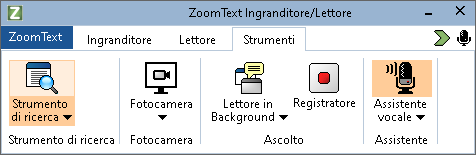 ZoomText Ingranditore/Lettore
ZoomText Ingranditore Lettore Strumenti
Strumento
di ricerca
Fotocamera
Lettore in
Background
Registratore
Assistente
vocale
Strumento di ricerca Fotocamera Ascolto Assistente